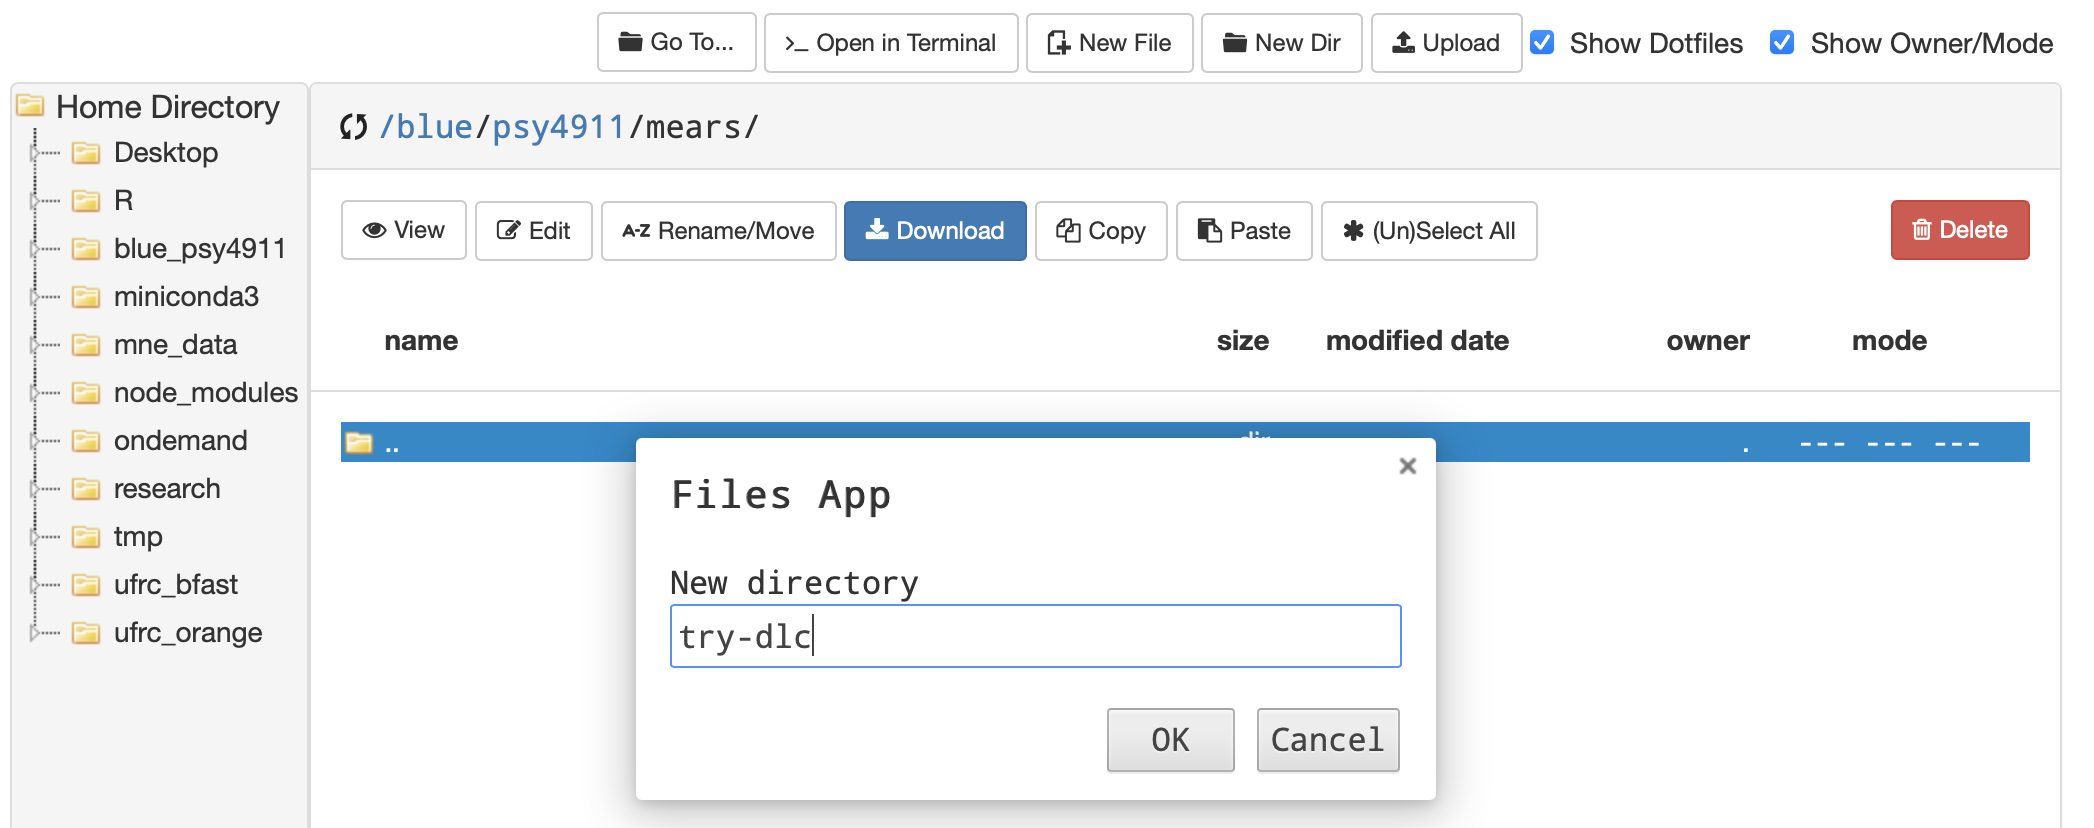 Go To... >_ Open in Terminal New File New Dir Upload Show Dotfiles Show Owner/Mode
Home Directory
Desktop
R
blue_psy4911
miniconda3
mne_data
node_modules
ondemand
research
tmp
ufrc_bfast
ufrc_orange
/blue/psy4911/mears/
View Edit A-Z Rename/Move Download Copy Paste (Un)Select All Delete
name size modified date owner mode
.. dir . --- --- ---
Files App ×
New directory
try-dlc
OK Cancel